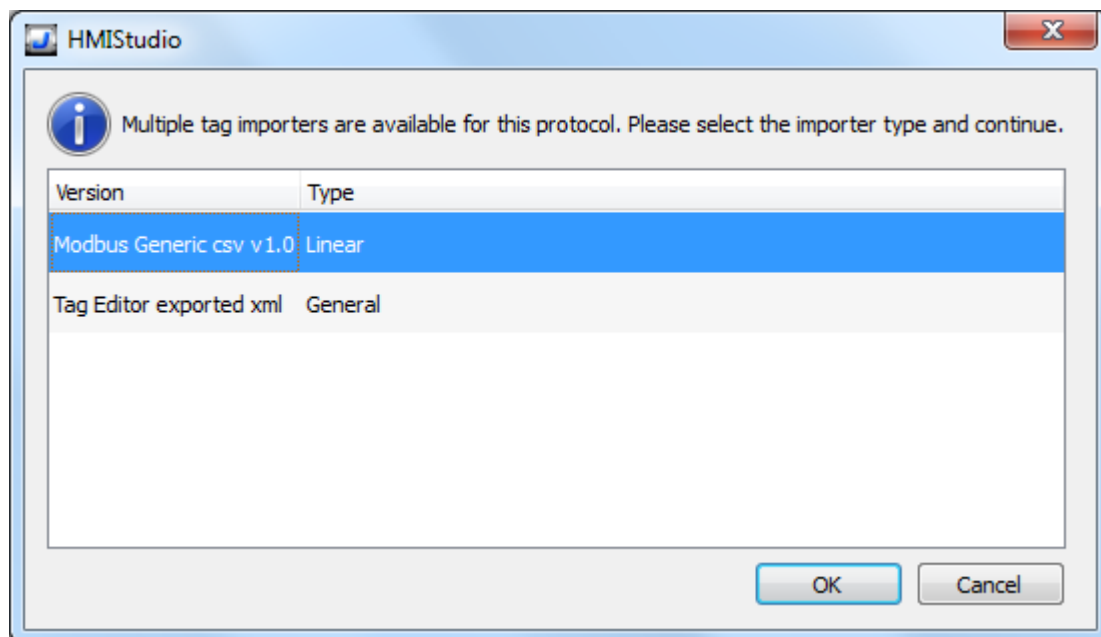 HMIStudio
Multiple tag importers are available for this protocol. Please select the importer type and continue.
Version Type
Modbus Generic csv v1.0 Linear
Tag Editor exported xml General
OK Cancel